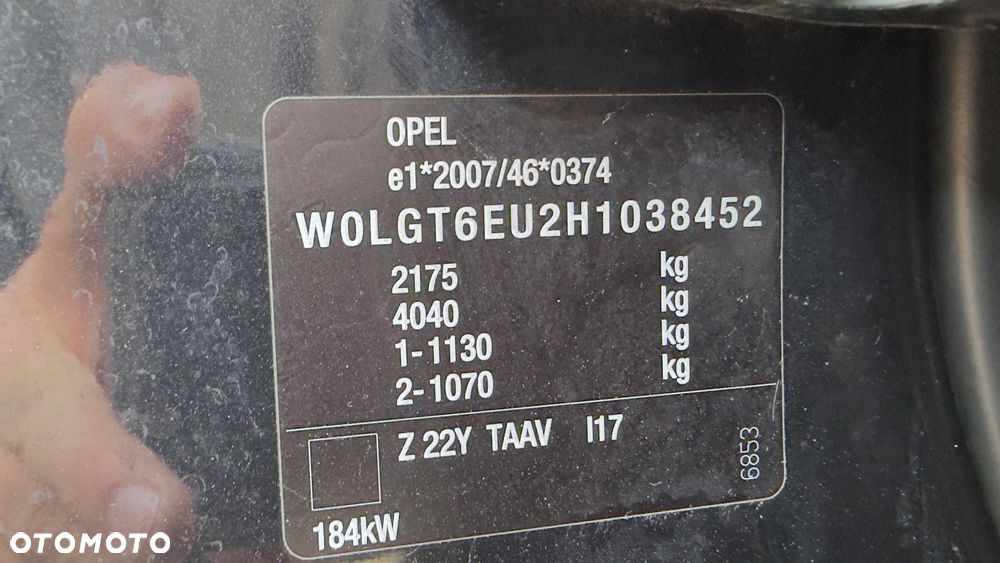 OPEL
e1*2007/46*0374
W0LGT6EU2H1038452
2175 kg
4040 kg
1-1130 kg
2-1070 kg
Z 22Y TAAV I17
6853
184kW
OTOMOTO